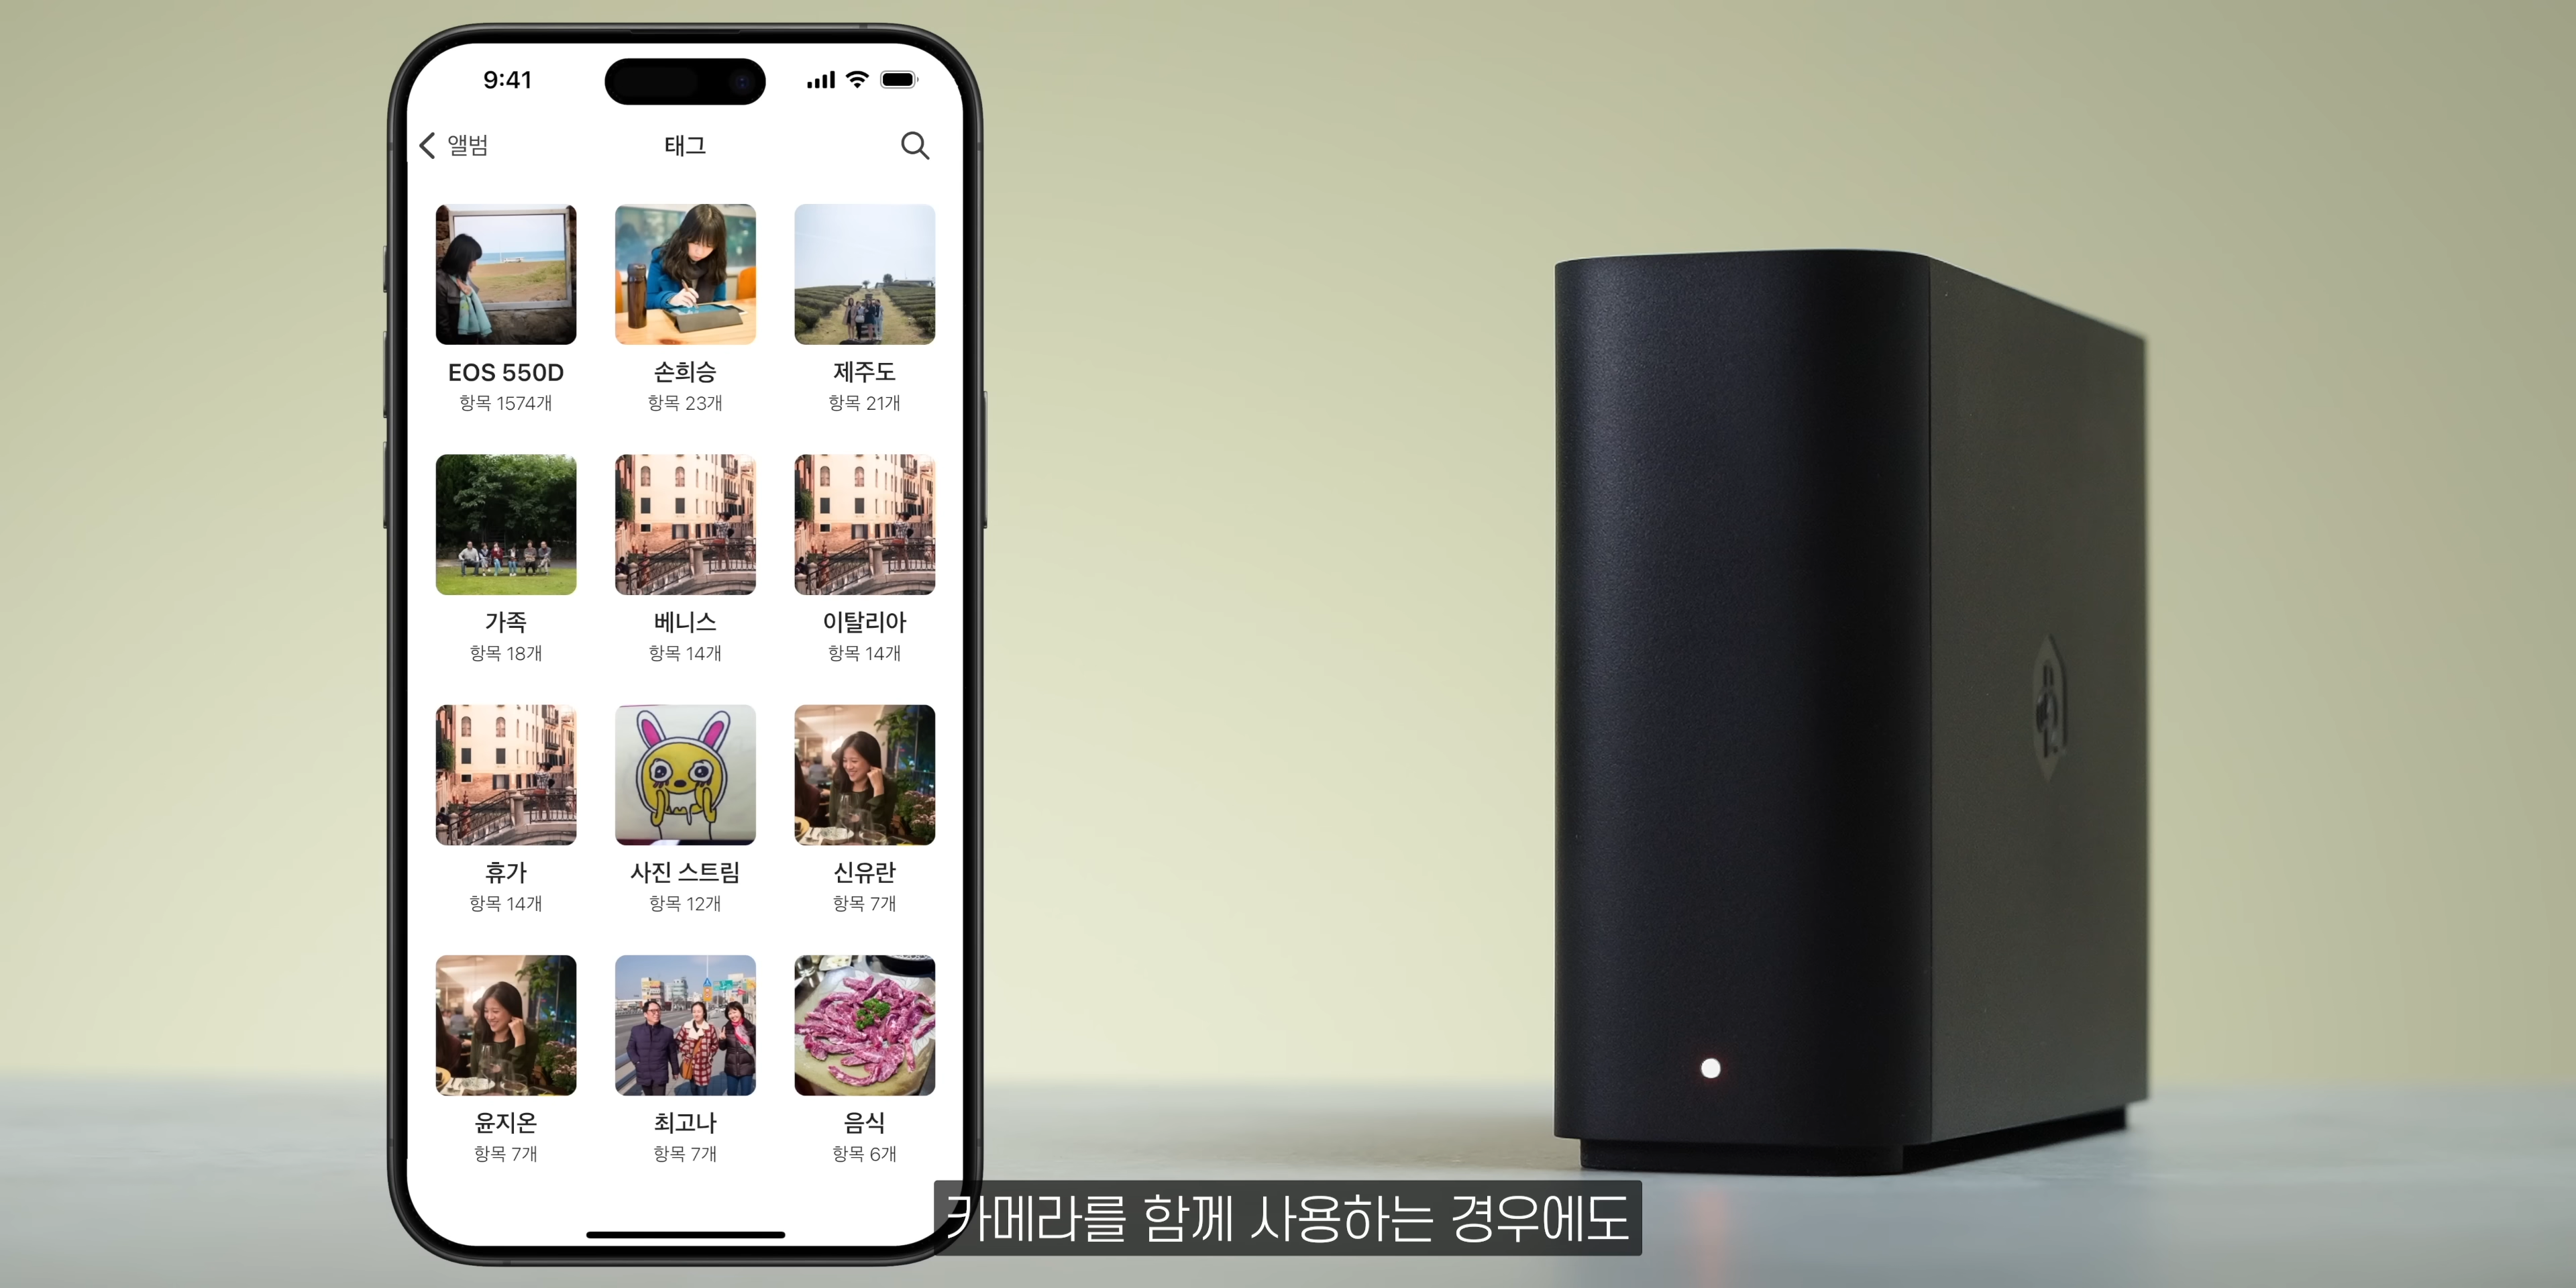 9:41
앨범
태그
EOS 550D
항목 1574개
손희승
항목 23개
제주도
항목 21개
가족
항목 18개
베니스
항목 14개
이탈리아
항목 14개
휴가
항목 14개
사진 스트림
항목 12개
신유란
항목 7개
윤지온
항목 7개
최고나
항목 7개
음식
항목 6개
카메라를 함께 사용하는 경우에도